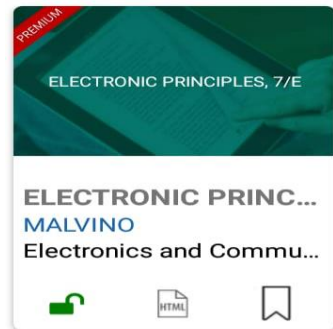 PREMIUM
ELECTRONIC PRINCIPLES, 7/E
ELECTRONIC PRINC...
MALVINO
Electronics and Commu...
HTML